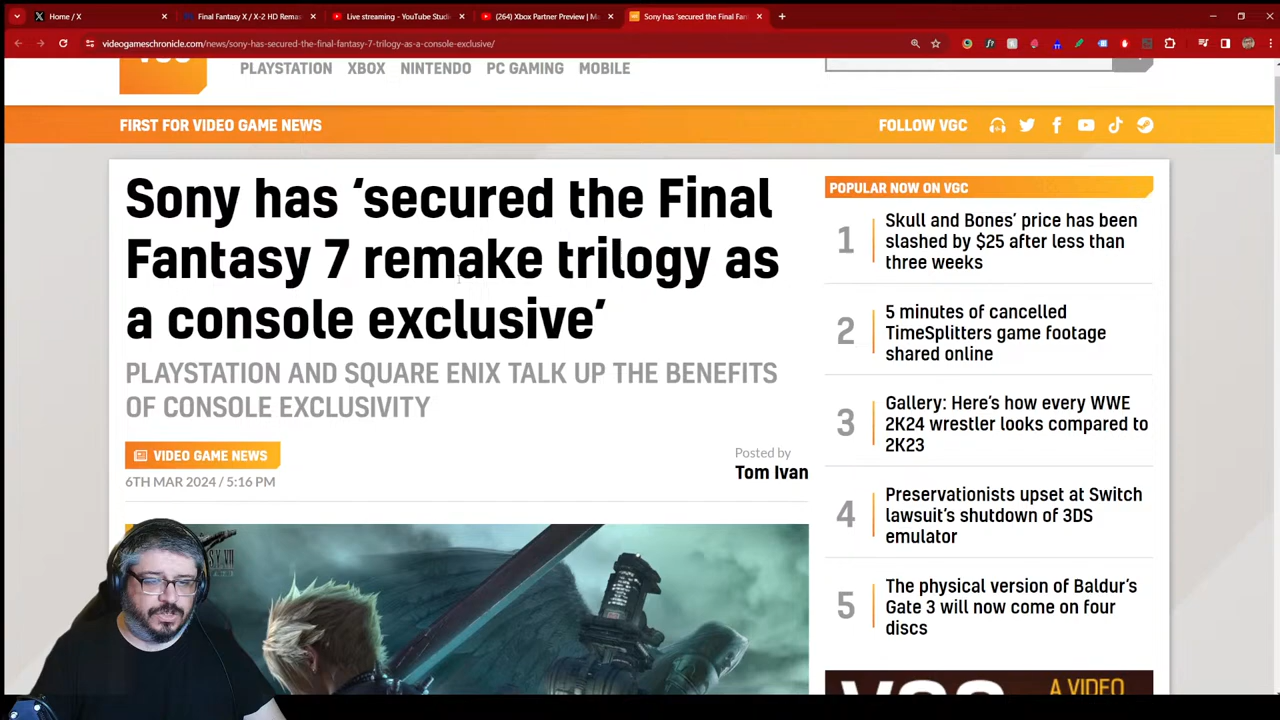 Home / X
Final Fantasy X / X-2 HD Remas
Live streaming - YouTube Studi
(264) Xbox Partner Preview | M
Sony has 'secured the Final Fan
videogameschronicle.com/news/sony-has-secured-the-final-fantasy-7-trilogy-as-a-console-exclusive/
PLAYSTATION XBOX NINTENDO PC GAMING MOBILE
FIRST FOR VIDEO GAME NEWS
FOLLOW VGC
Sony has ‘secured the Final
Fantasy 7 remake trilogy as
a console exclusive’
PLAYSTATION AND SQUARE ENIX TALK UP THE BENEFITS
OF CONSOLE EXCLUSIVITY
VIDEO GAME NEWS
6TH MAR 2024 / 5:16 PM
Posted by
Tom Ivan
POPULAR NOW ON VGC
1
Skull and Bones’ price has been
slashed by $25 after less than
three weeks
2
5 minutes of cancelled
TimeSplitters game footage
shared online
3
Gallery: Here’s how every WWE
2K24 wrestler looks compared to
2K23
4
Preservationists upset at Switch
lawsuit’s shutdown of 3DS
emulator
5
The physical version of Baldur’s
Gate 3 will now come on four
discs
A VIDEO